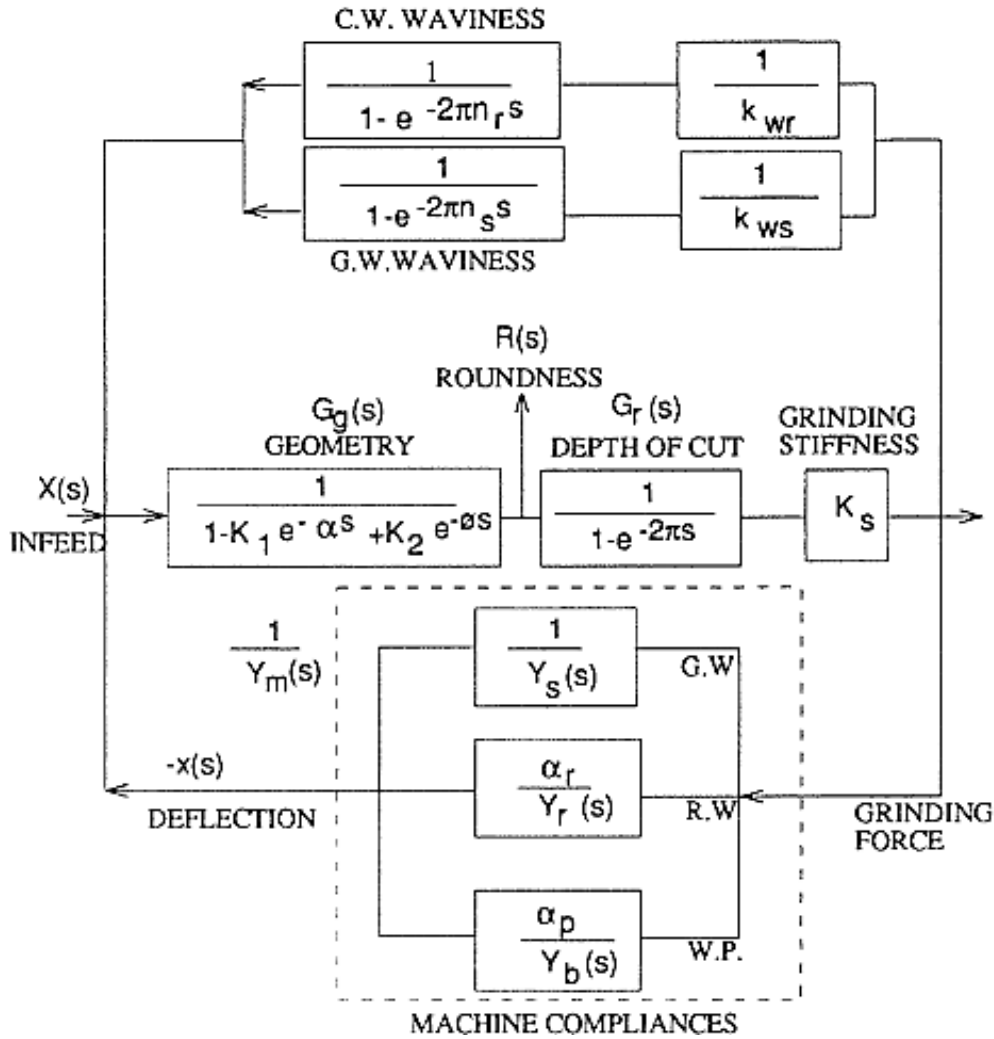 C.W. WAVINESS
1
1- e -2πn r s
1
k wr
1
1-e -2πn s s
1
k ws
G.W.WAVINESS
R(s)
ROUNDNESS
G g (s)
GEOMETRY
G r (s)
DEPTH OF CUT
GRINDING
STIFFNESS
X(s)
INFEED
1
1-K 1 e- αs +K 2 e-øs
1
1-e -2πs
K s
1
Y m (s)
1
Y s (s)
G.W
-x(s)
DEFLECTION
α r
Y r (s)
R.W
GRINDING
FORCE
α p
Y b (s)
W.P.
MACHINE COMPLIANCES